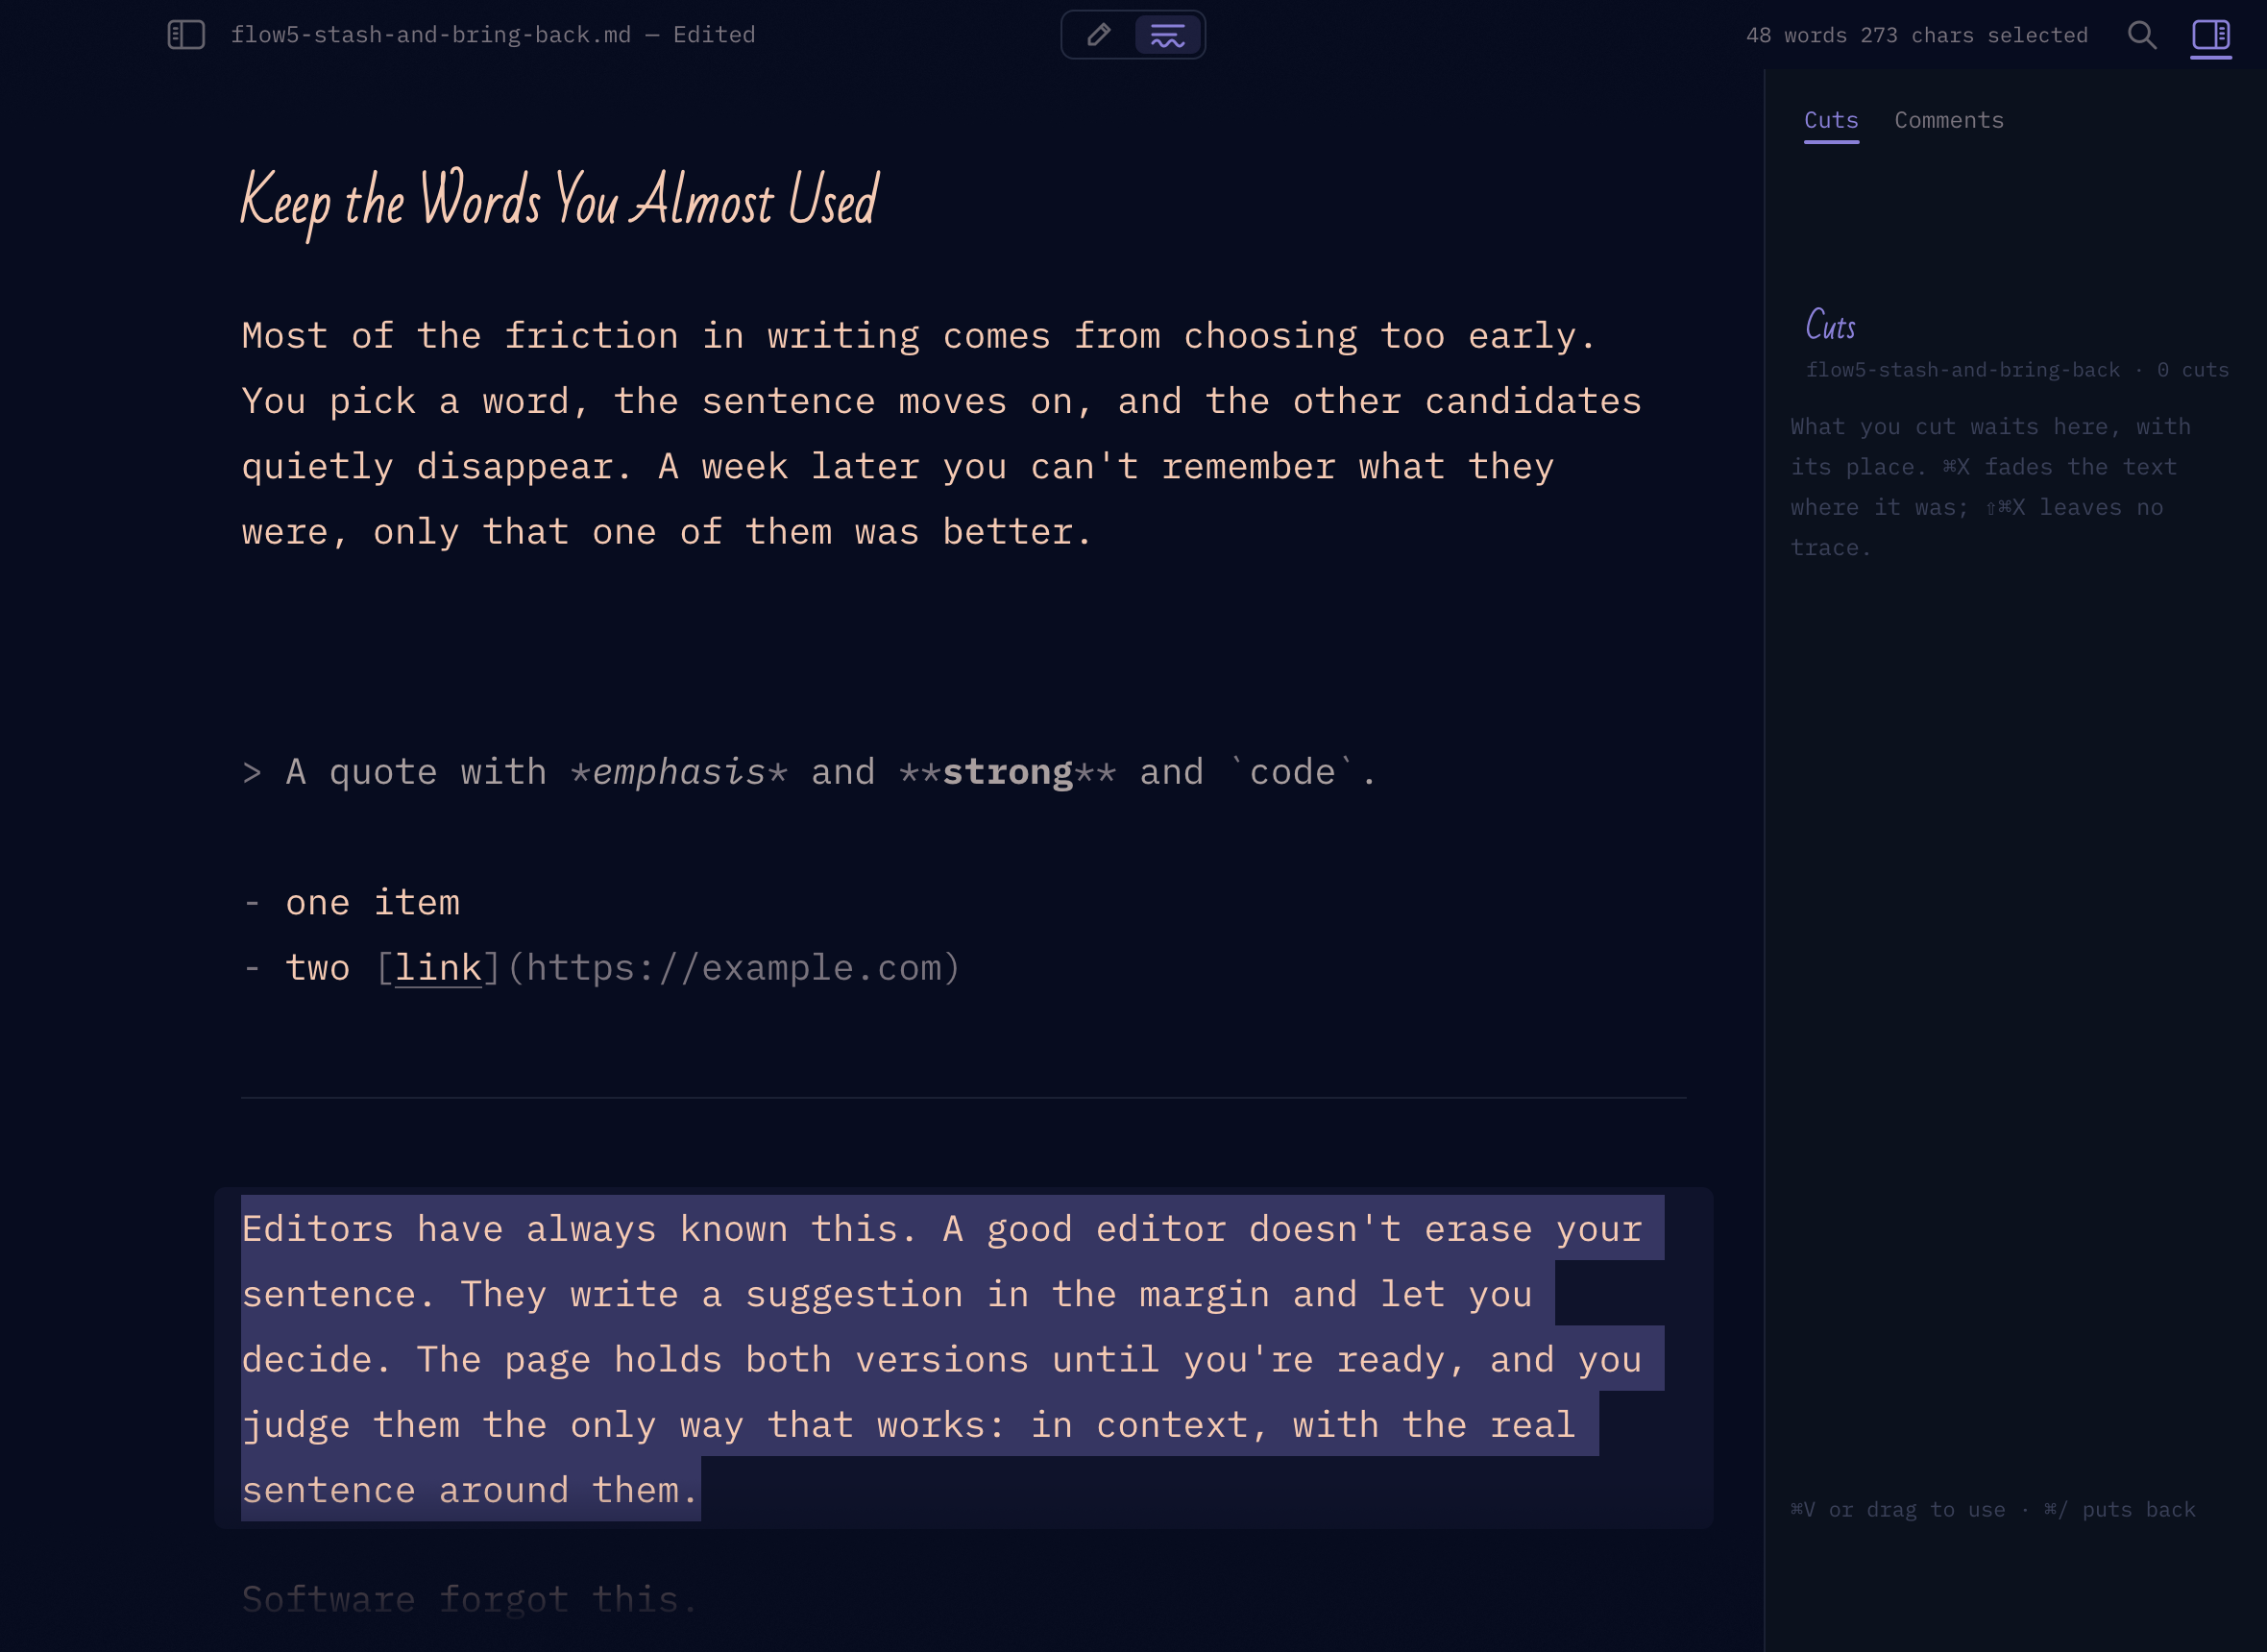 flow5-stash-and-bring-back.md — Edited
48 words 273 chars selected
Cuts Comments
Keep the Words You Almost Used
Most of the friction in writing comes from choosing too early.
You pick a word, the sentence moves on, and the other candidates
quietly disappear. A week later you can't remember what they
were, only that one of them was better.
> A quote with *emphasis* and **strong** and `code`.
- one item
- two [link](https://example.com)
Editors have always known this. A good editor doesn't erase your
sentence. They write a suggestion in the margin and let you
decide. The page holds both versions until you're ready, and you
judge them the only way that works: in context, with the real
sentence around them.
Software forgot this.
Cuts
flow5-stash-and-bring-back · 0 cuts
What you cut waits here, with
its place. ⌘X fades the text
where it was; ⇧⌘X leaves no
trace.
⌘V or drag to use · ⌘/ puts back